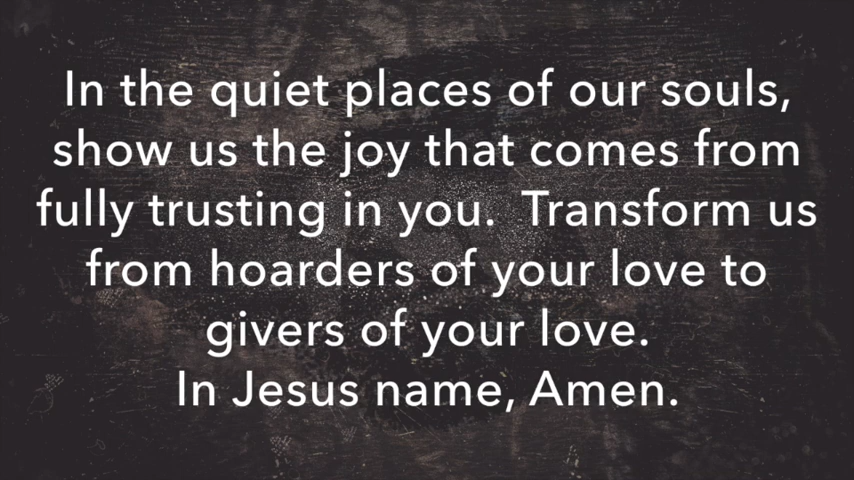 In the quiet places of our souls,
show us the joy that comes from
fully trusting in you.  Transform us
from hoarders of your love to
givers of your love.
In Jesus name, Amen.